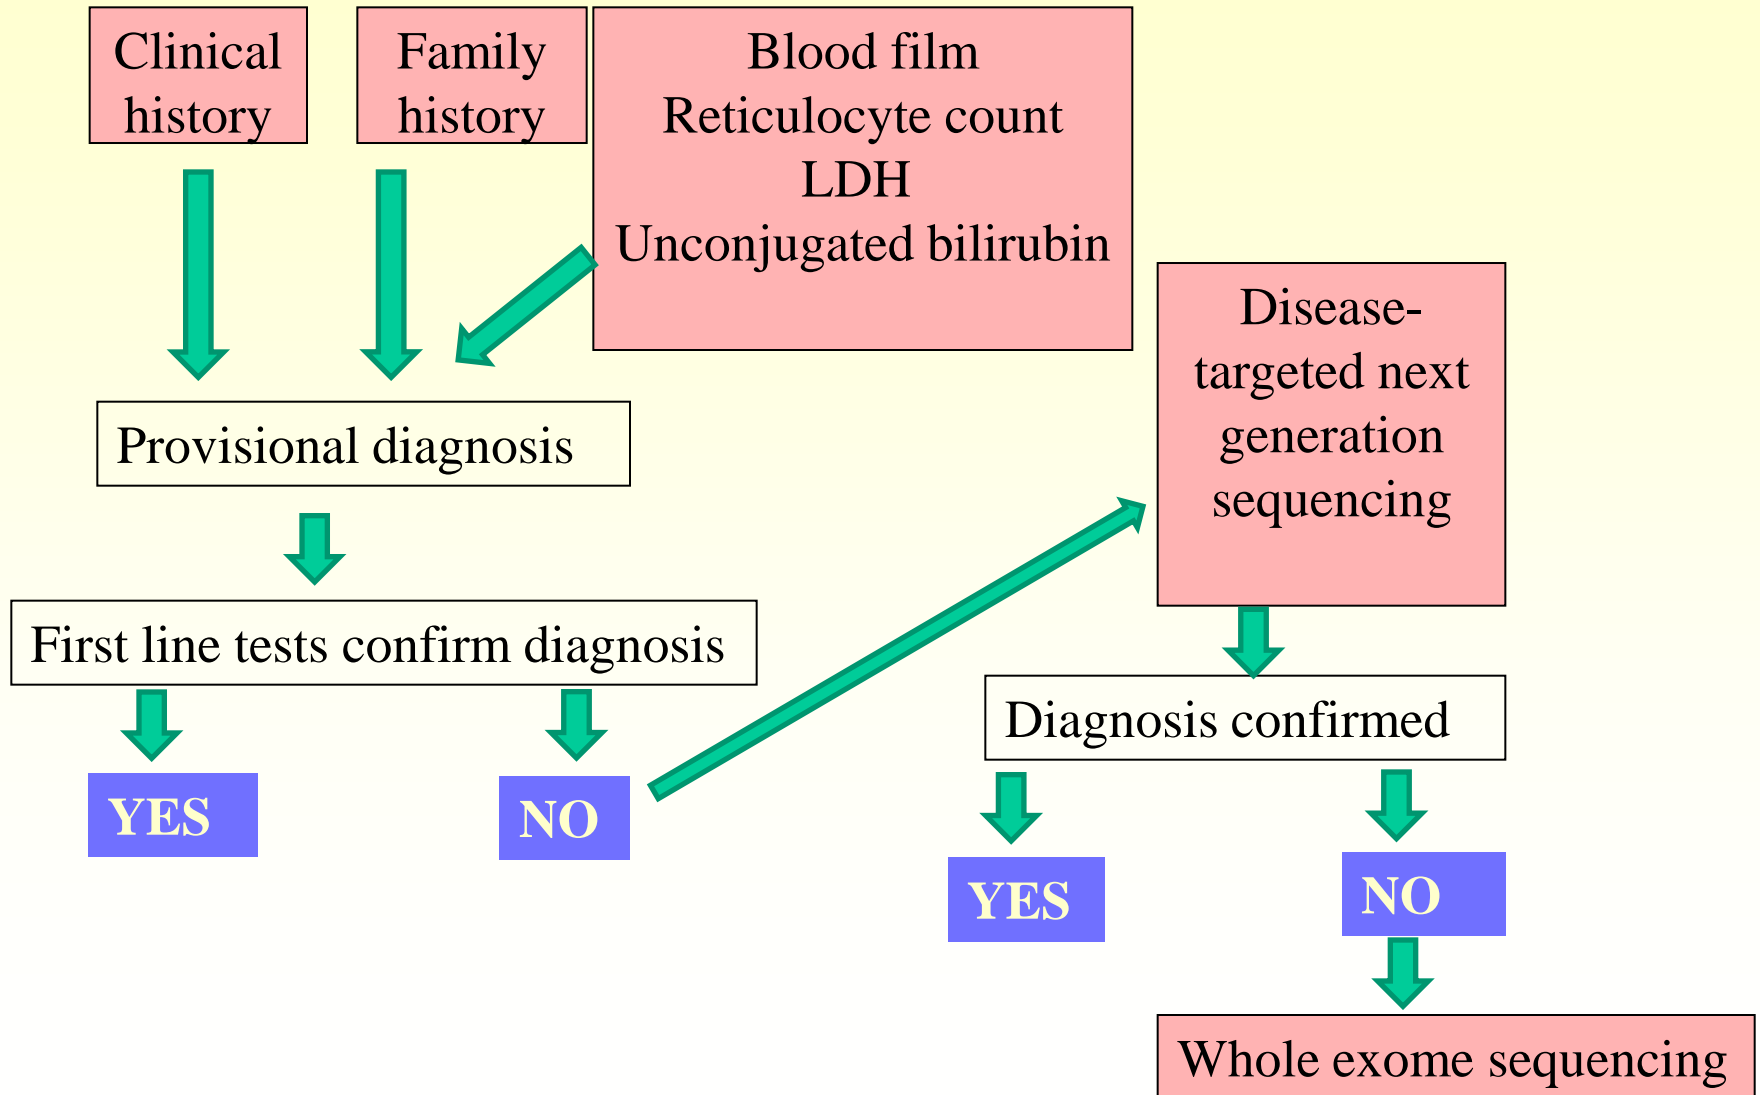 Clinical
history
Family
history
Blood film
Reticulocyte count
LDH
Unconjugated bilirubin
Disease-
targeted next
generation
sequencing
Provisional diagnosis
First line tests confirm diagnosis
YES
NO
Diagnosis confirmed
YES
NO
Whole exome sequencing